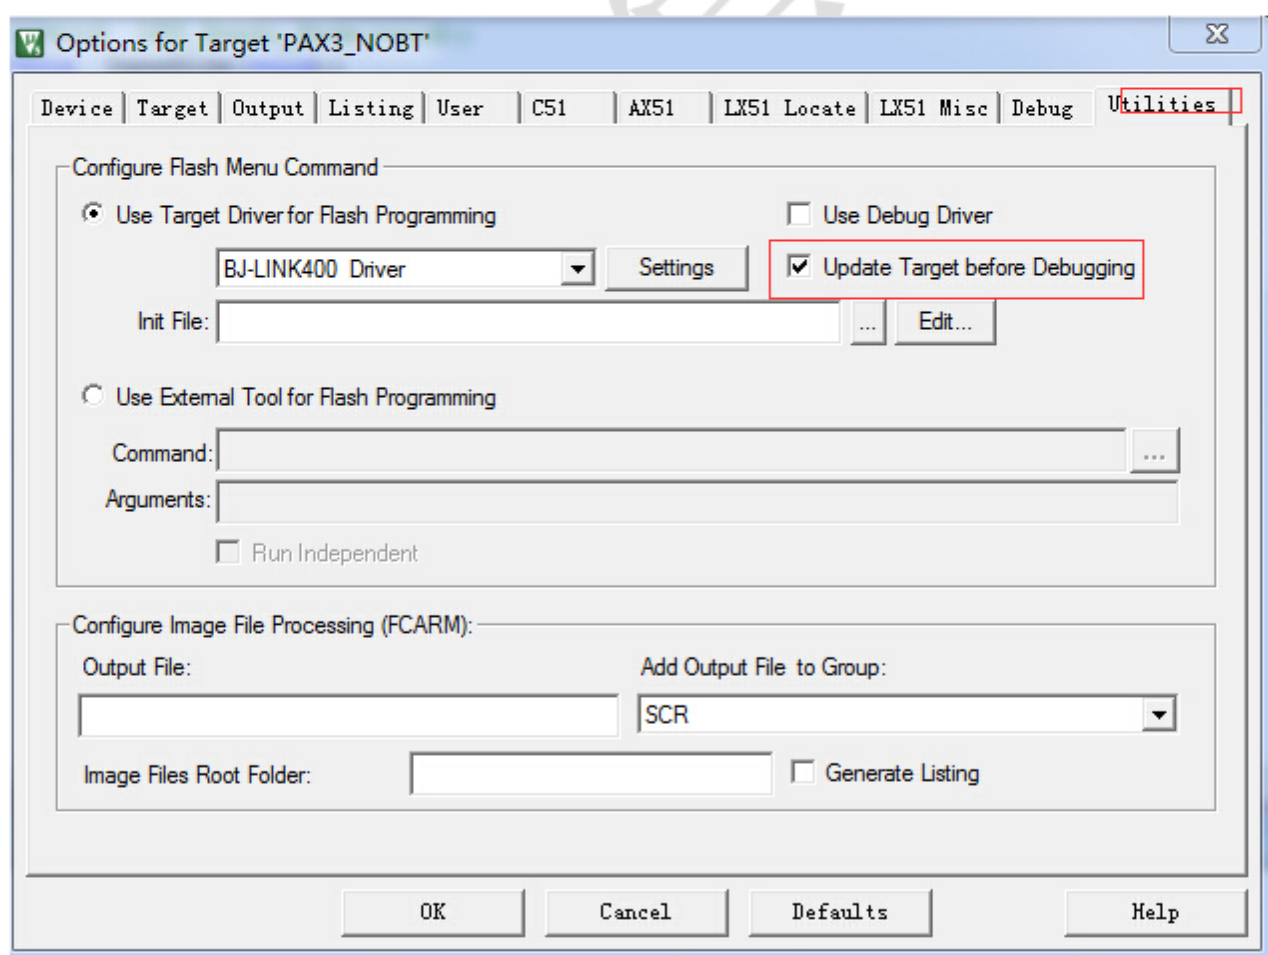 Options for Target 'PAX3_NOBT'
Device Target Output Listing User C51 AX51 LX51 Locate LX51 Misc Debug Utilities
Configure Flash Menu Command
Use Target Driver for Flash Programming Use Debug Driver
BJ-LINK400 Driver Settings Update Target before Debugging
Init File: ... Edit...
Use External Tool for Flash Programming
Command: ...
Arguments:
Run Independent
Configure Image File Processing (FCARM):
Output File: Add Output File to Group:
SCR
Image Files Root Folder: Generate Listing
OK Cancel Defaults Help